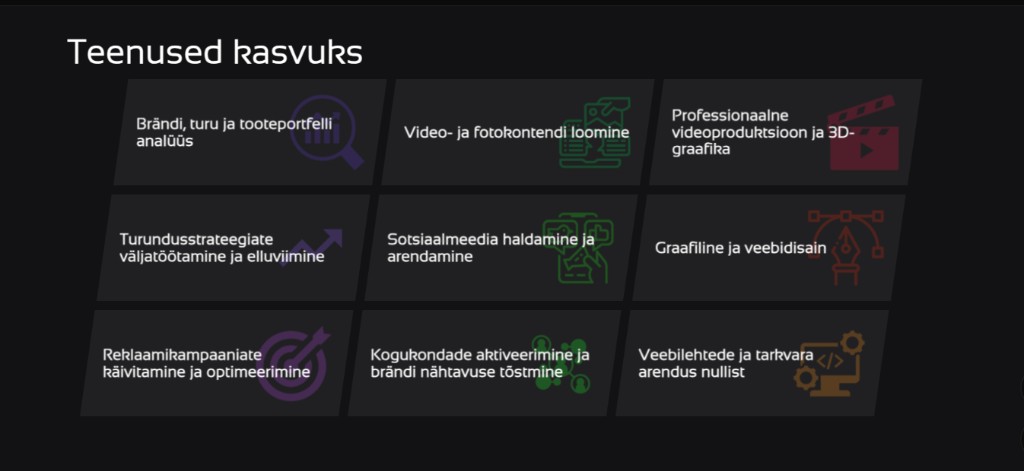 Teenused kasvuks
Brändi, turu ja tooteportfelli
analüüs
Video- ja fotokontendi loomine
Professionaalne
videoproduktsioon ja 3D-
graafika
Turundusstrateegiate
väljatöötamine ja elluviimine
Sotsiaalmeedia haldamine ja
arendamine
Graafiline ja veebidisain
Reklaamikampaaniate
käivitamine ja optimeerimine
Kogukondade aktiveerimine ja
brändi nähtavuse tõstmine
Veebilehtede ja tarkvara
arendus nullist